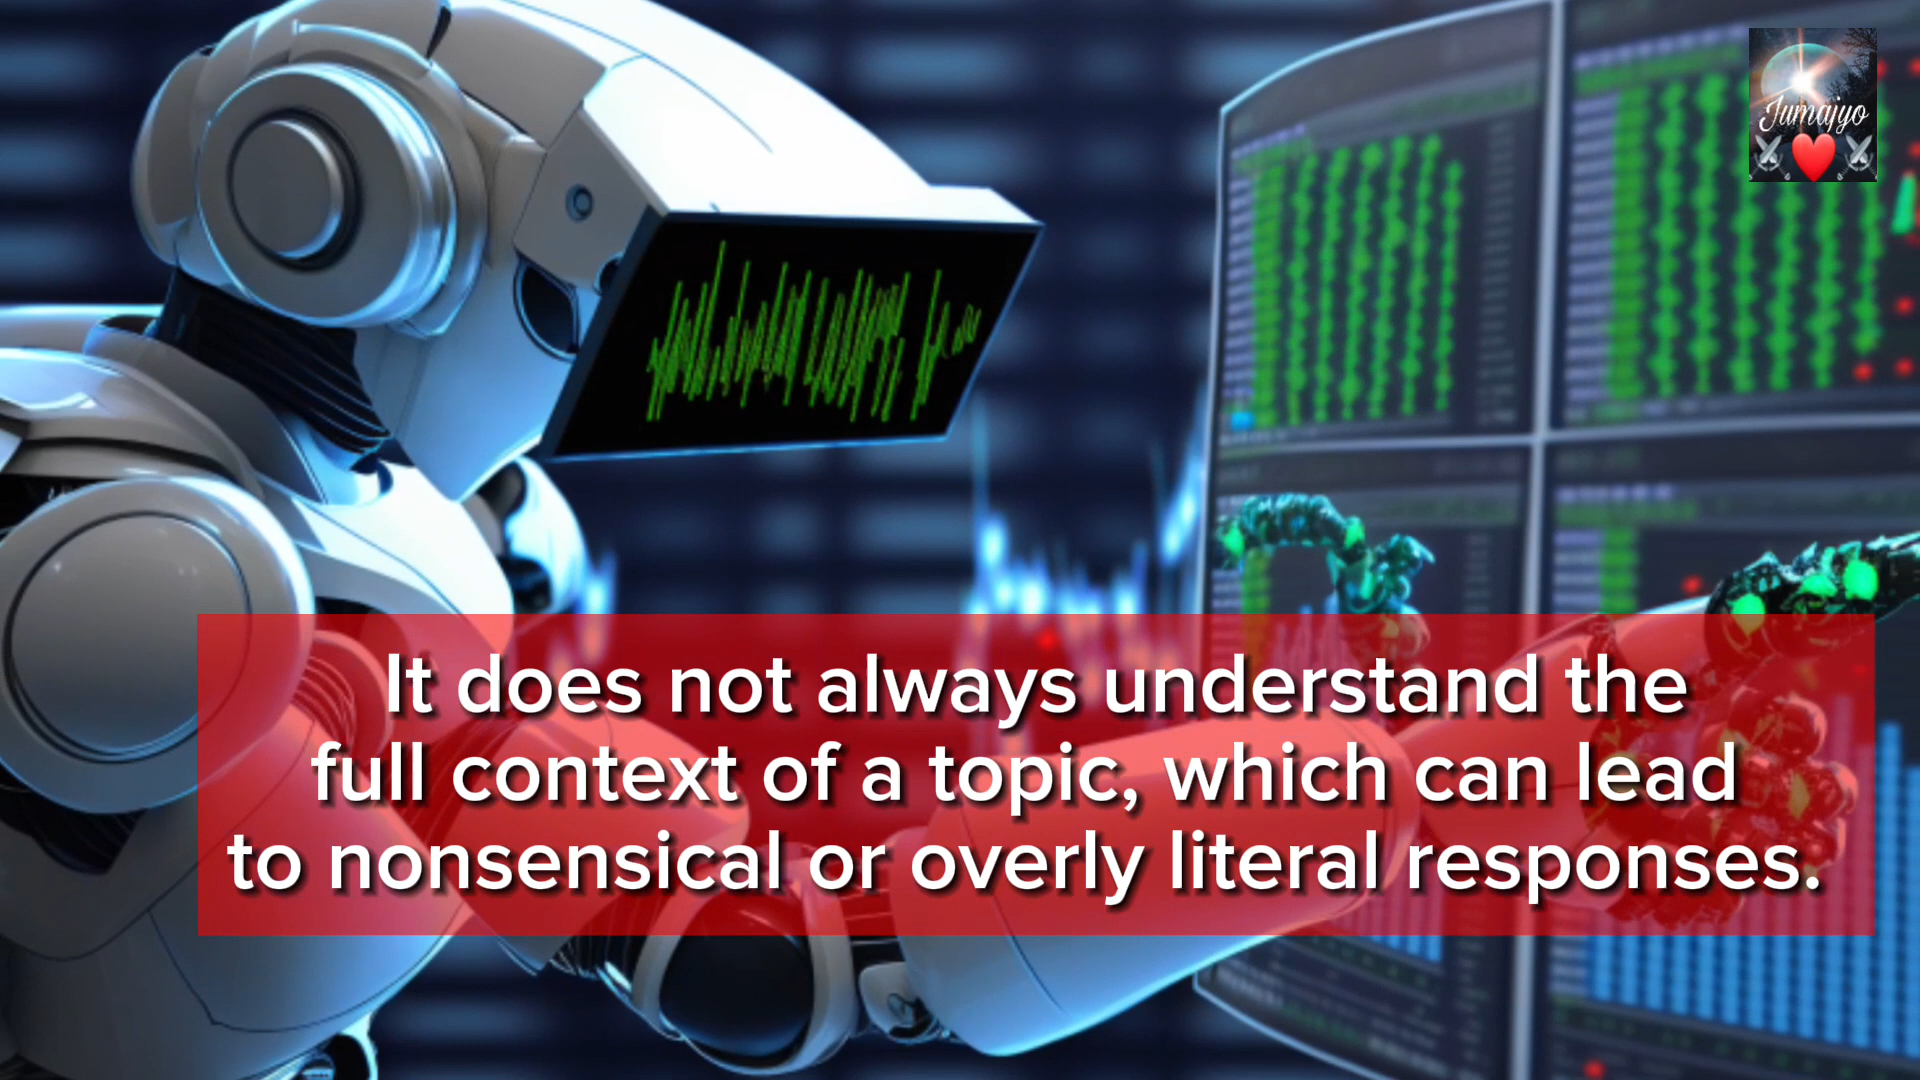 Jumajyo
It does not always understand the
full context of a topic, which can lead
to nonsensical or overly literal responses.